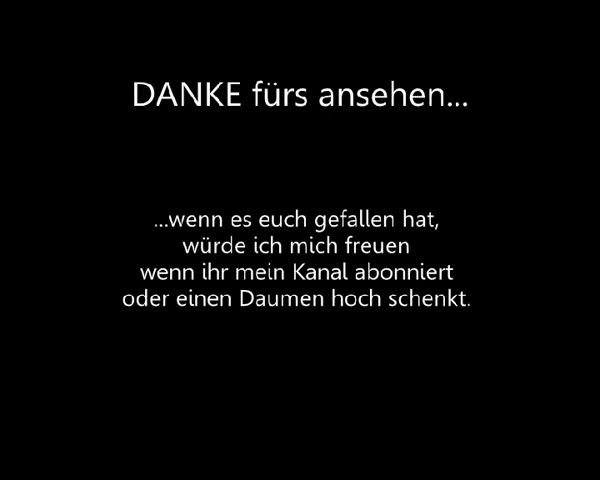 DANKE fürs ansehen...
...wenn es euch gefallen hat,
würde ich mich freuen
wenn ihr mein Kanal abonniert
oder einen Daumen hoch schenkt.